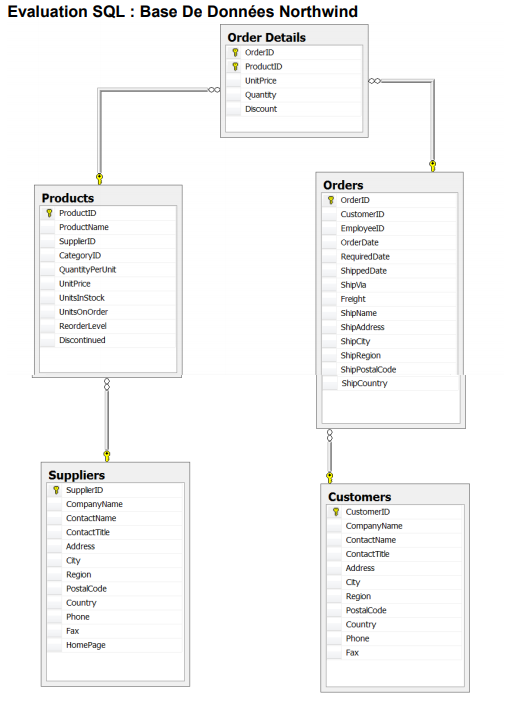 Evaluation SQL : Base De Données Northwind
Order Details
OrderID
ProductID
UnitPrice
Quantity
Discount
Products
ProductID
ProductName
SupplierID
CategoryID
QuantityPerUnit
UnitPrice
UnitsInStock
UnitsOnOrder
ReorderLevel
Discontinued
Orders
OrderID
CustomerID
EmployeeID
OrderDate
RequiredDate
ShippedDate
ShipVia
Freight
ShipName
ShipAddress
ShipCity
ShipRegion
ShipPostalCode
ShipCountry
Suppliers
SupplierID
CompanyName
ContactName
ContactTitle
Address
City
Region
PostalCode
Country
Phone
Fax
HomePage
Customers
CustomerID
CompanyName
ContactName
ContactTitle
Address
City
Region
PostalCode
Country
Phone
Fax